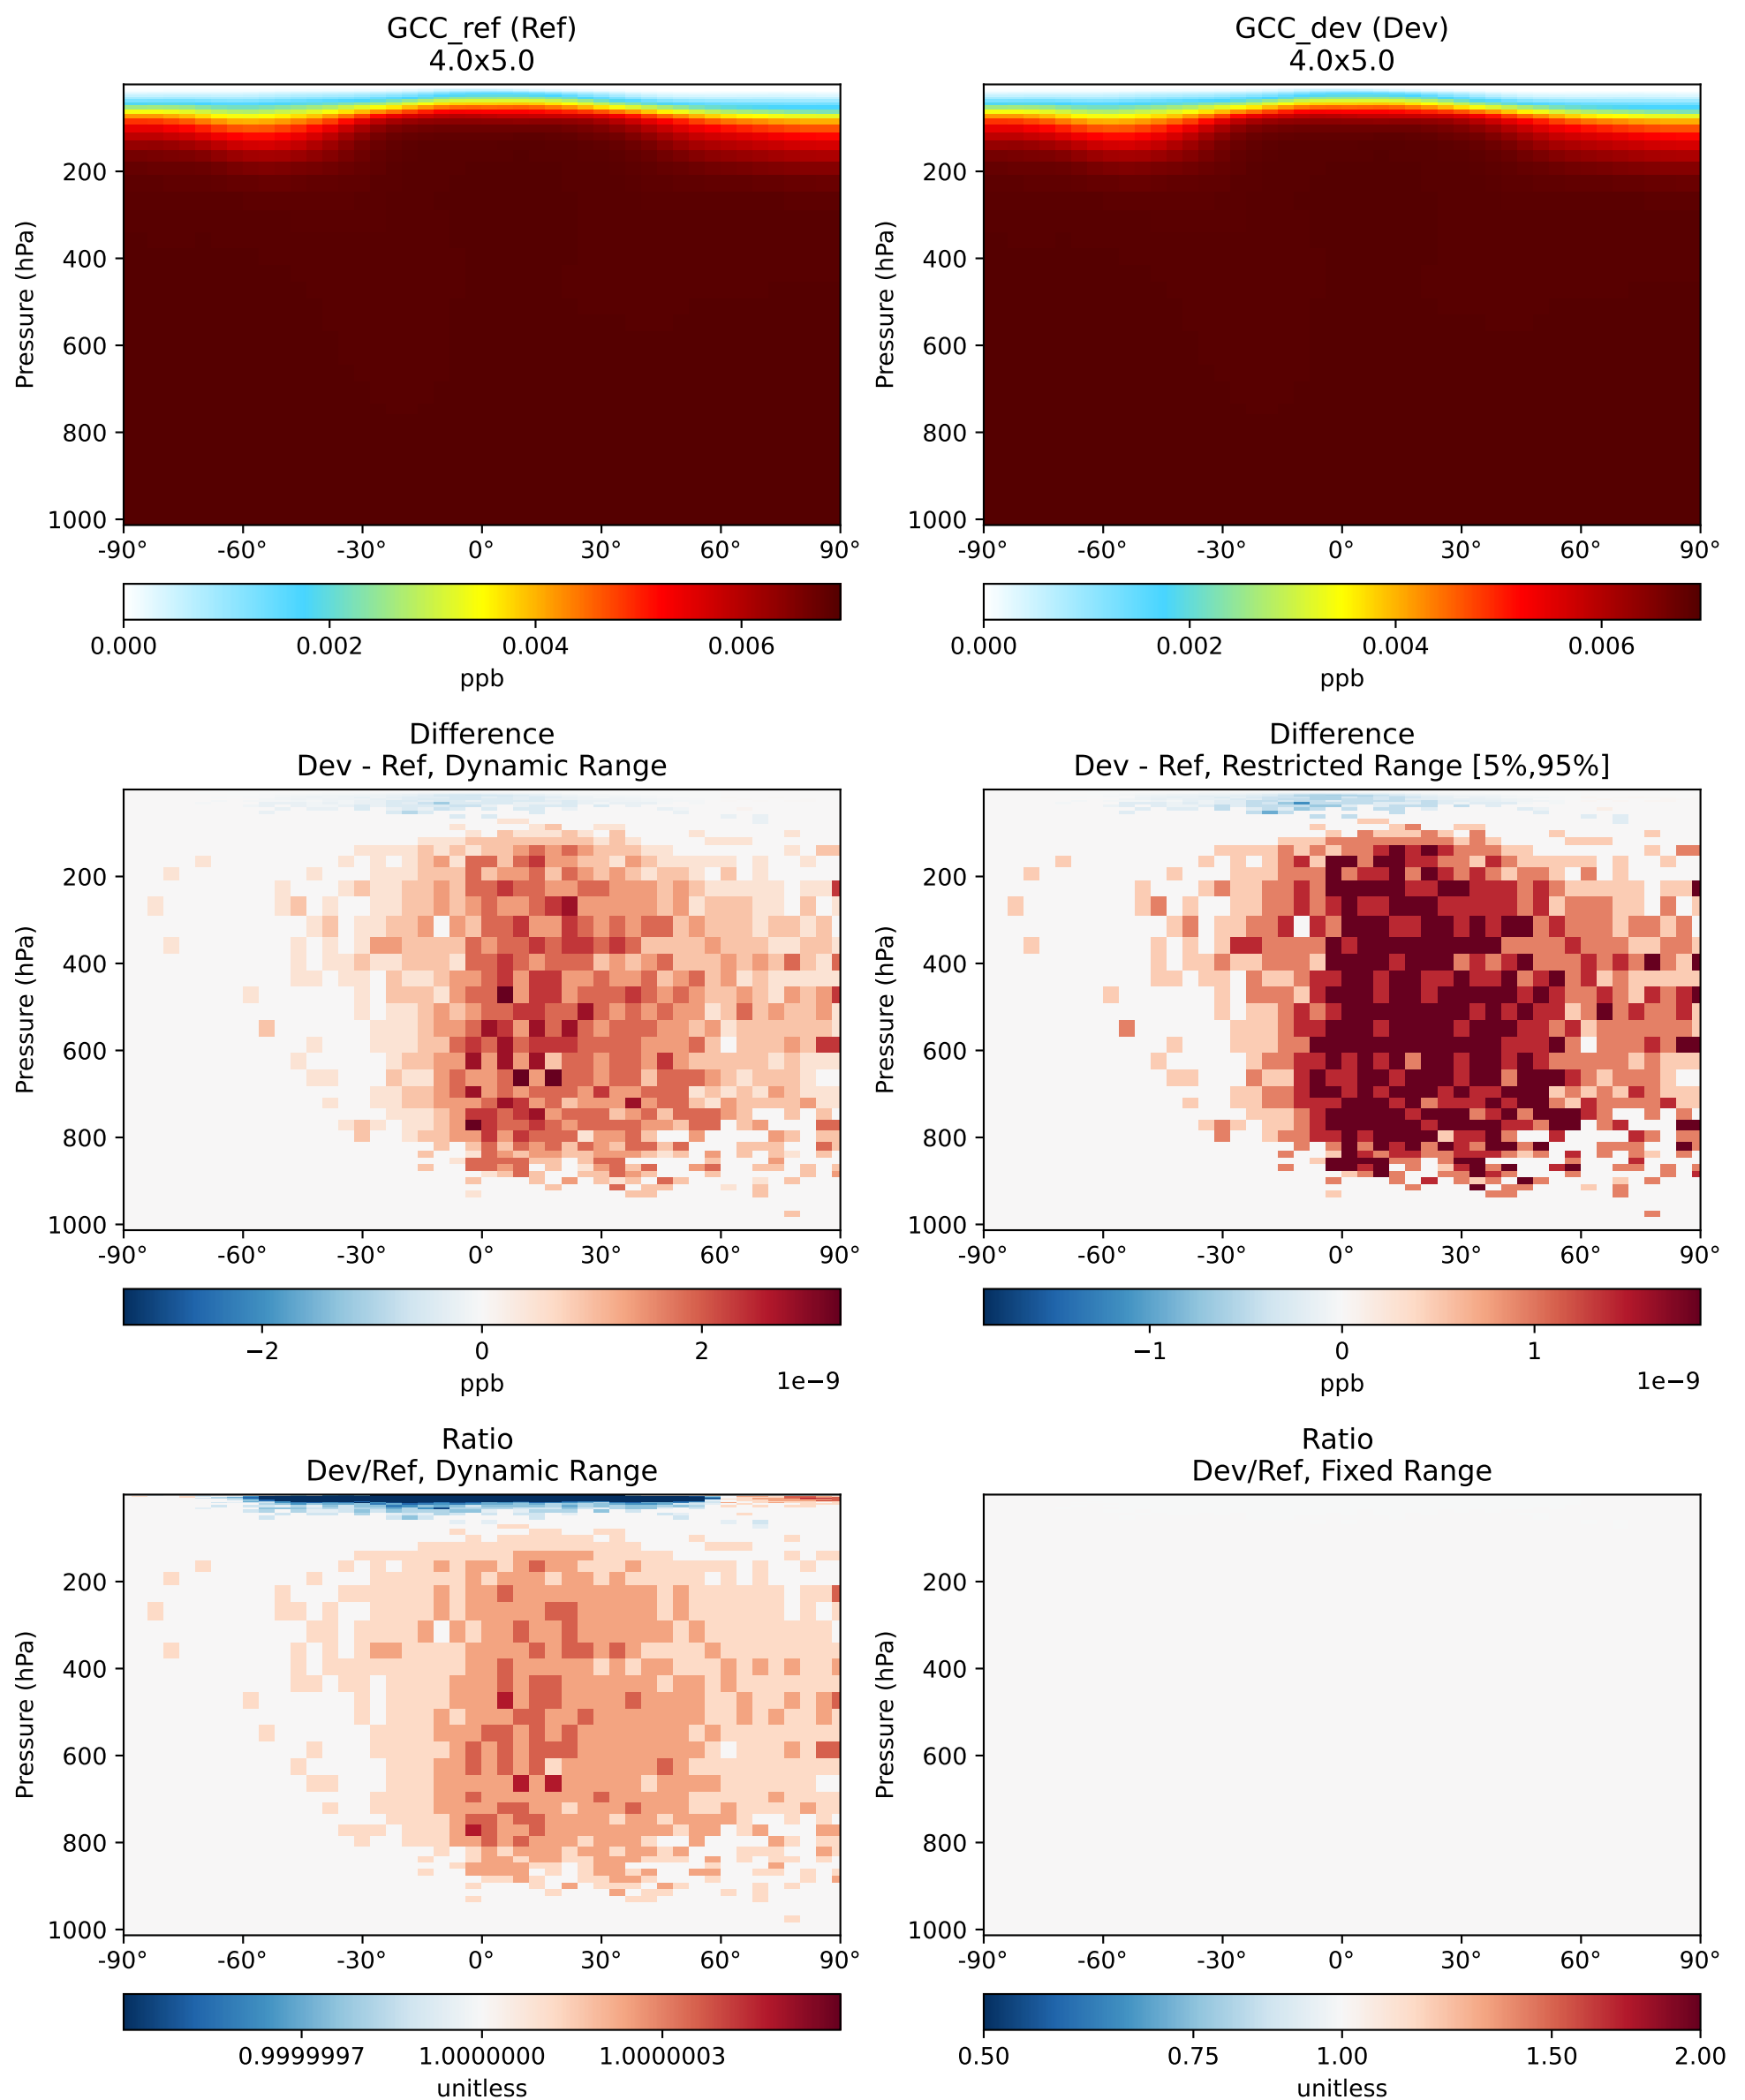 GCC_ref (Ref)
4.0x5.0
Pressure (hPa)
200
400
600
800
1000
-90° -60° -30° 0° 30° 60° 90°
0.000 0.002 0.004 0.006
ppb
GCC_dev (Dev)
4.0x5.0
Pressure (hPa)
200
400
600
800
1000
-90° -60° -30° 0° 30° 60° 90°
0.000 0.002 0.004 0.006
ppb
Difference
Dev - Ref, Dynamic Range
Pressure (hPa)
200
400
600
800
1000
-90° -60° -30° 0° 30° 60° 90°
−2 0 2
ppb 1e−9
Difference
Dev - Ref, Restricted Range [5%,95%]
Pressure (hPa)
200
400
600
800
1000
-90° -60° -30° 0° 30° 60° 90°
−1 0 1
ppb 1e−9
Ratio
Dev/Ref, Dynamic Range
Pressure (hPa)
200
400
600
800
1000
-90° -60° -30° 0° 30° 60° 90°
0.9999997 1.0000000 1.0000003
unitless
Ratio
Dev/Ref, Fixed Range
Pressure (hPa)
200
400
600
800
1000
-90° -60° -30° 0° 30° 60° 90°
0.50 0.75 1.00 1.50 2.00
unitless